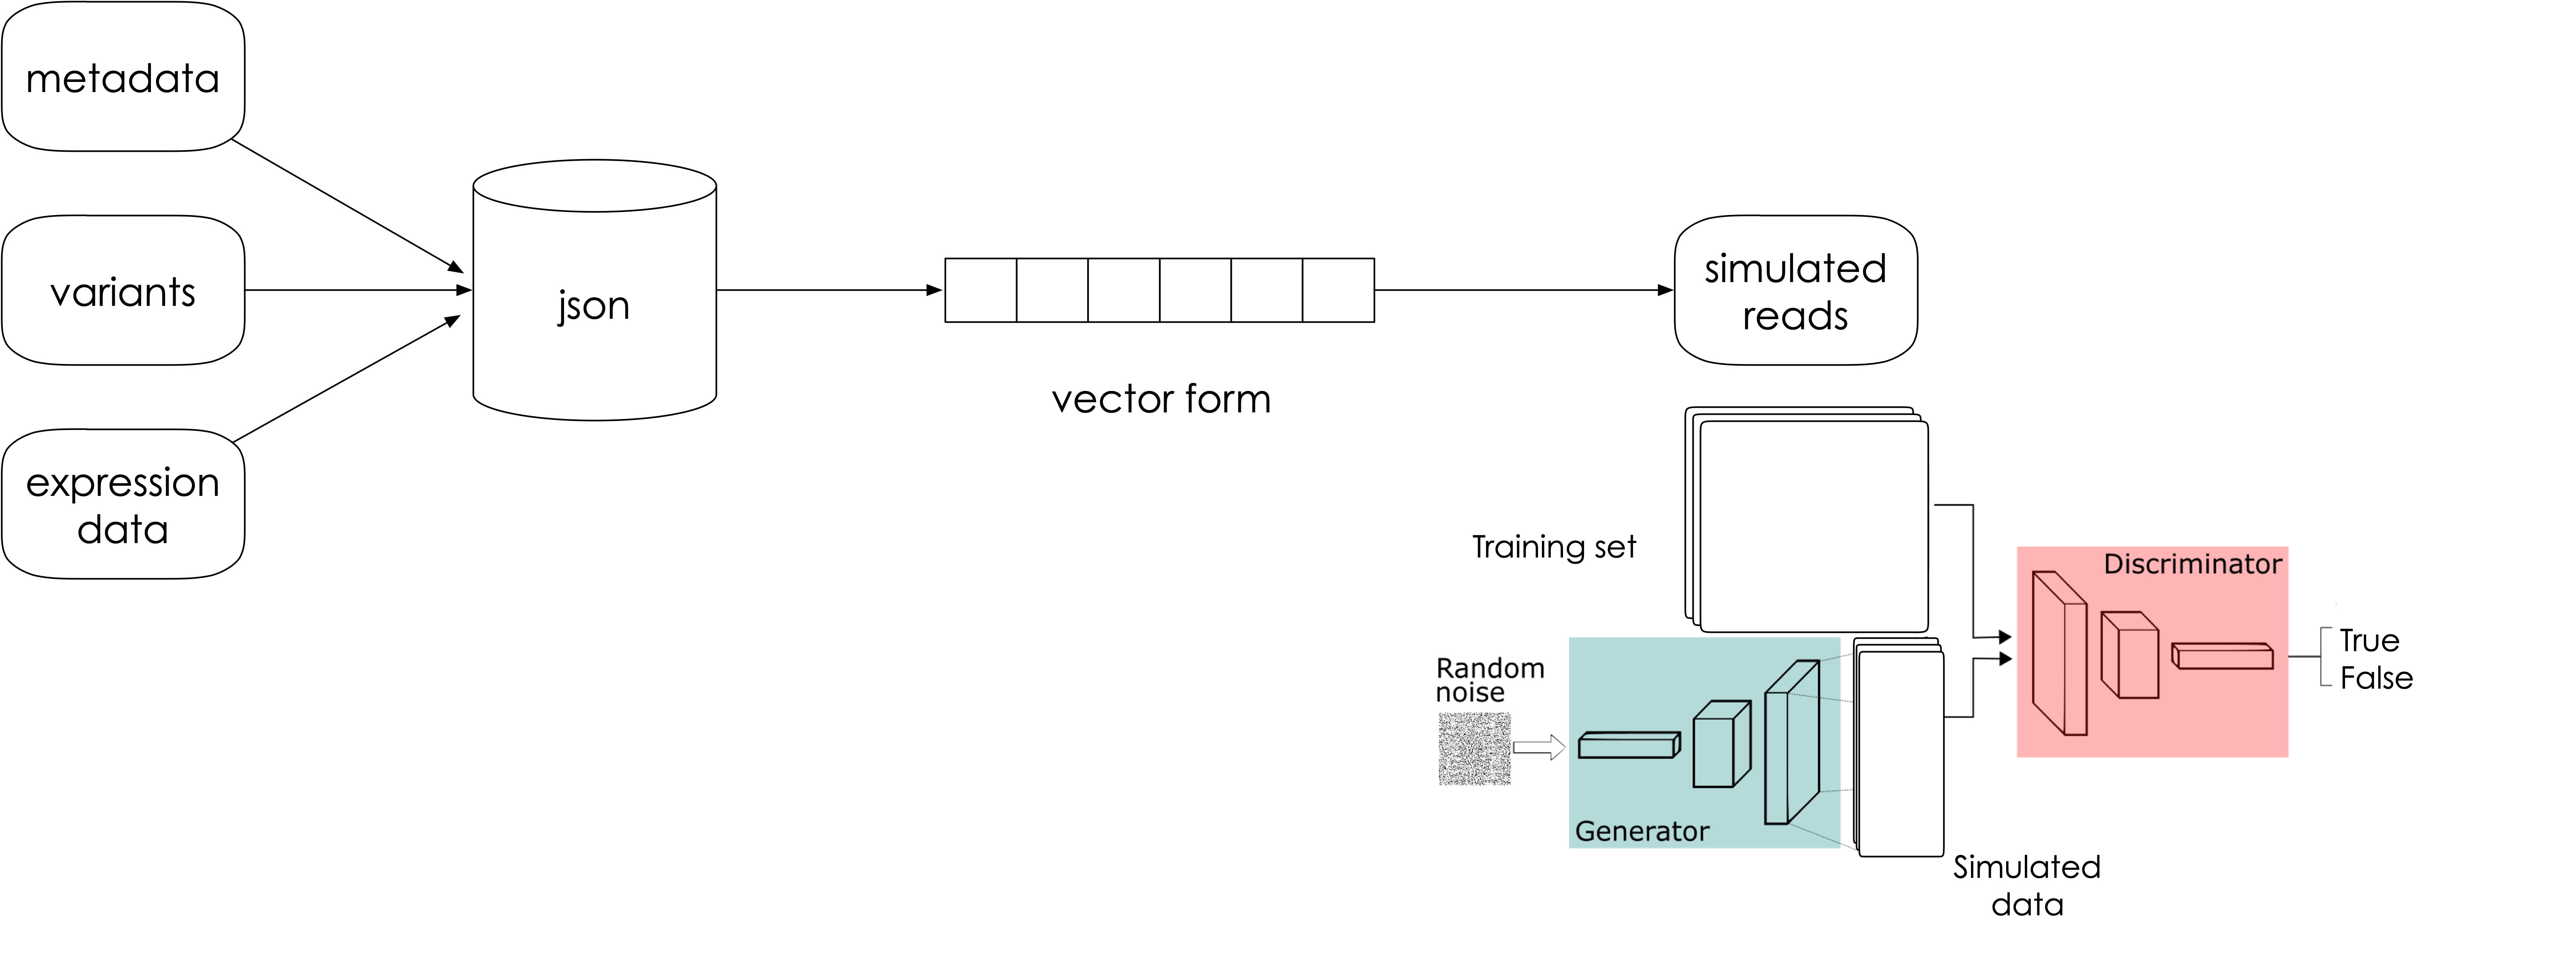 metadata
variants
expression
data
json
vector form
simulated
reads
Training set
Random
noise
Generator
Simulated
data
Discriminator
True
False